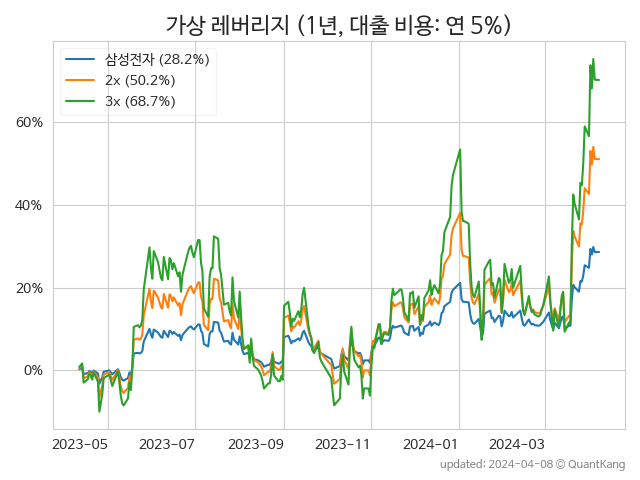 가상 레버리지 (1년, 대출 비용: 연 5%)
삼성전자 (28.2%)
2x (50.2%)
3x (68.7%)
60%
40%
20%
0%
2023-05 2023-07 2023-09 2023-11 2024-01 2024-03
updated: 2024-04-08 © QuantKang